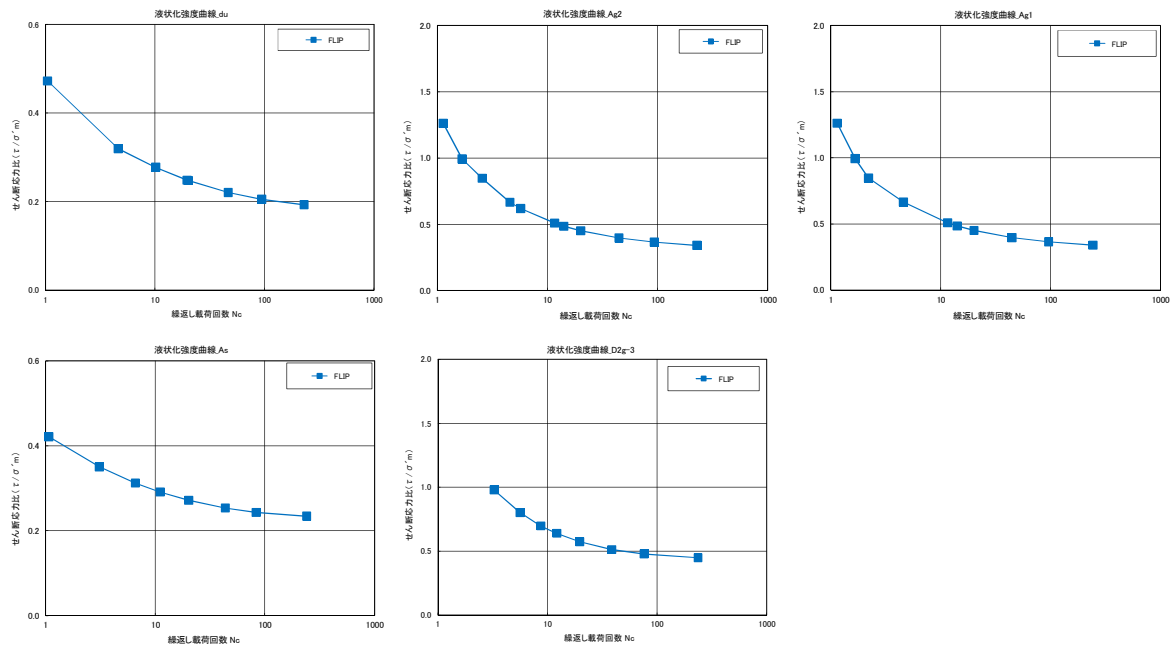 液状化強度曲線_du
FLIP
せん断応力比(τ/σ'm)
0.6
0.4
0.2
0.0
1
10
100
1000
繰返し載荷回数 Nc
液状化強度曲線_Ag2
FLIP
せん断応力比(τ/σ'm)
2.0
1.5
1.0
0.5
0.0
1
10
100
1000
繰返し載荷回数 Nc
液状化強度曲線_Ag1
FLIP
せん断応力比(τ/σ'm)
2.0
1.5
1.0
0.5
0.0
1
10
100
1000
繰返し載荷回数 Nc
液状化強度曲線_As
FLIP
せん断応力比(τ/σ'm)
0.6
0.4
0.2
0.0
1
10
100
1000
繰返し載荷回数 Nc
液状化強度曲線_D2g-3
FLIP
せん断応力比(τ/σ'm)
2.0
1.5
1.0
0.5
0.0
1
10
100
1000
繰返し載荷回数 Nc